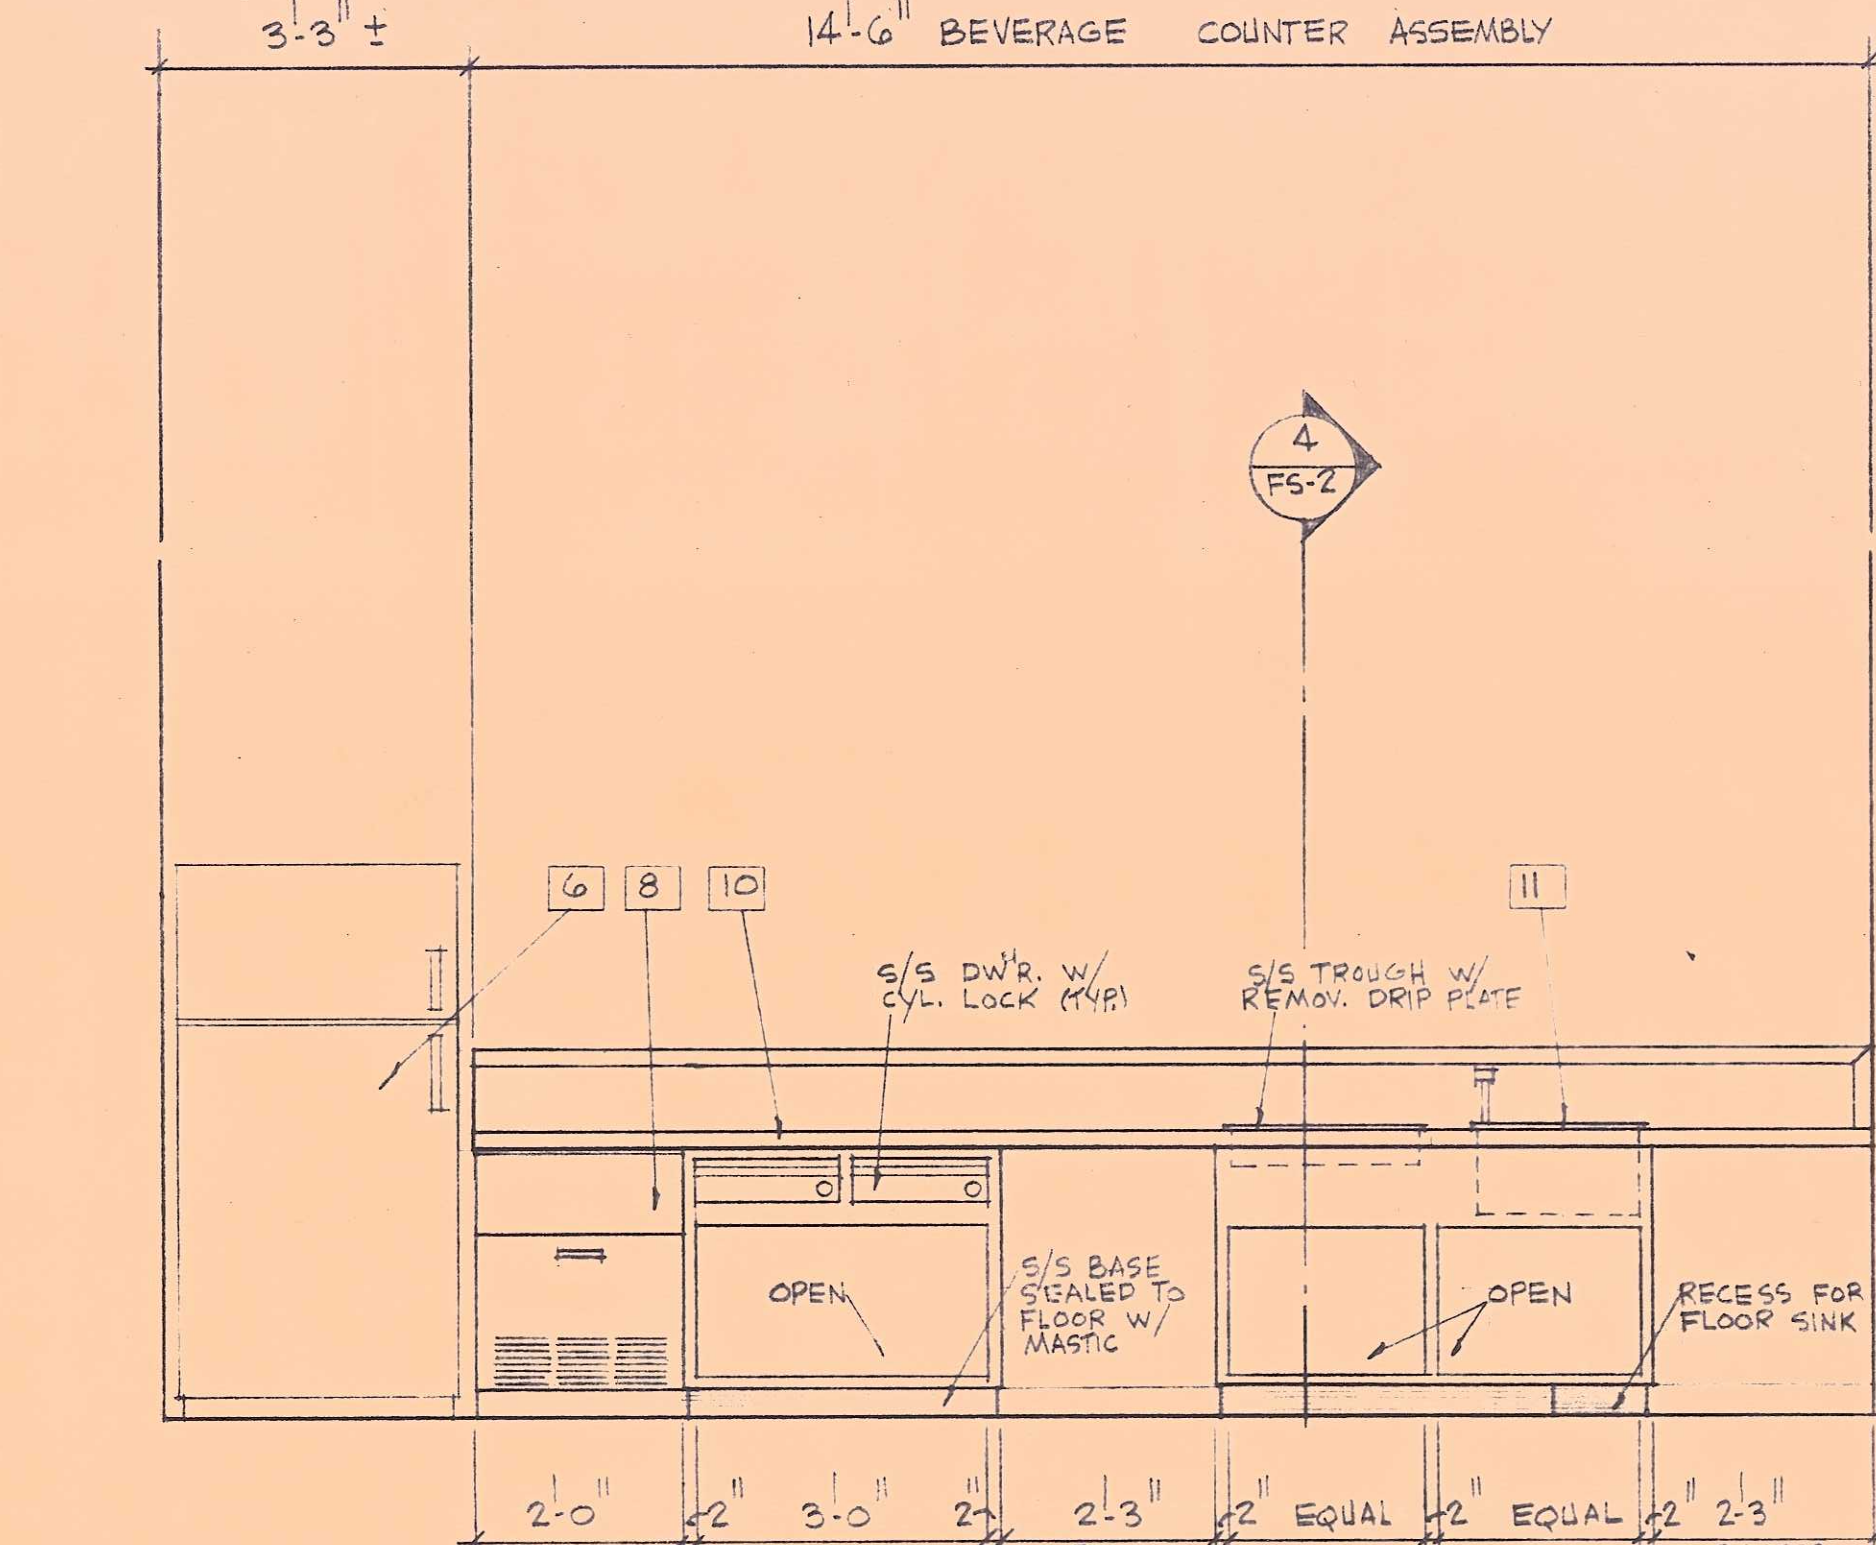 3'-3" ±
14'-6" BEVERAGE COUNTER ASSEMBLY
4
FS-2
6
8
10
11
S/S DW'R. W/
CYL. LOCK (TYP.)
S/S TROUGH W/
REMOV. DRIP PLATE
OPEN
S/S BASE
SEALED TO
FLOOR W/
MASTIC
OPEN
RECESS FOR
FLOOR SINK
2'-0" 2" 3'-0" 2" 2'-3" 2" EQUAL 2" EQUAL 2" 2'-3"